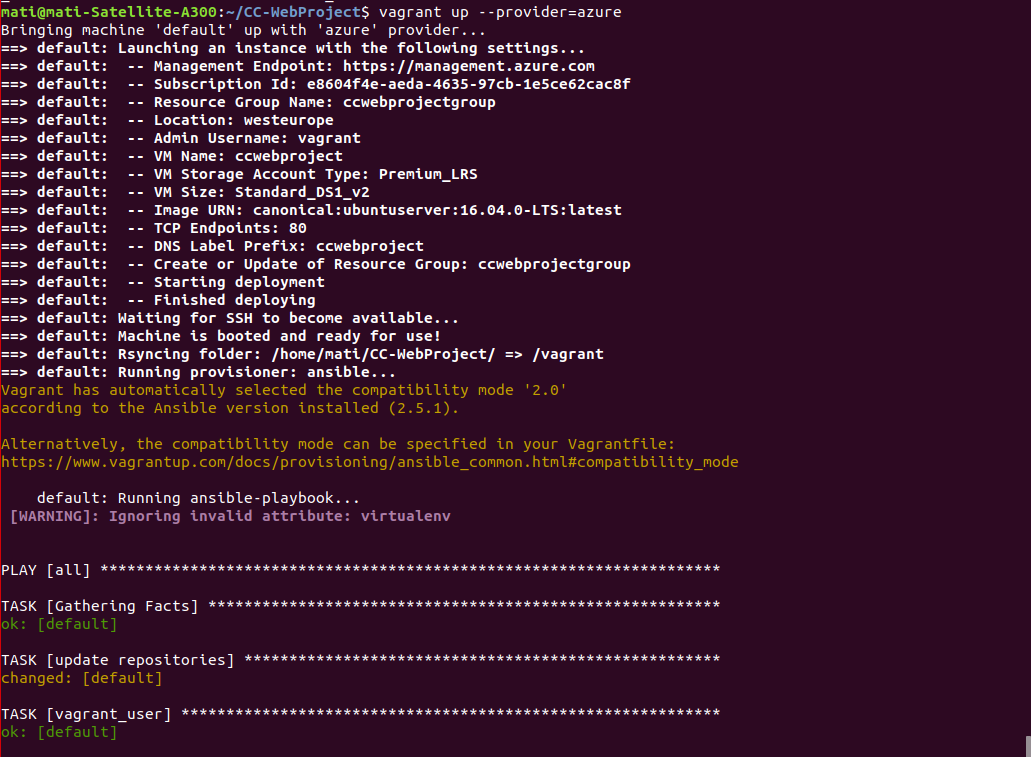 mati@mati-Satellite-A300:~/CC-WebProject$ vagrant up --provider=azure
Bringing machine 'default' up with 'azure' provider...
==> default: Launching an instance with the following settings...
==> default:  -- Management Endpoint: https://management.azure.com
==> default:  -- Subscription Id: e8604f4e-aeda-4635-97cb-1e5ce62cac8f
==> default:  -- Resource Group Name: ccwebprojectgroup
==> default:  -- Location: westeurope
==> default:  -- Admin Username: vagrant
==> default:  -- VM Name: ccwebproject
==> default:  -- VM Storage Account Type: Premium_LRS
==> default:  -- VM Size: Standard_DS1_v2
==> default:  -- Image URN: canonical:ubuntuserver:16.04.0-LTS:latest
==> default:  -- TCP Endpoints: 80
==> default:  -- DNS Label Prefix: ccwebproject
==> default:  -- Create or Update of Resource Group: ccwebprojectgroup
==> default:  -- Starting deployment
==> default:  -- Finished deploying
==> default: Waiting for SSH to become available...
==> default: Machine is booted and ready for use!
==> default: Rsyncing folder: /home/mati/CC-WebProject/ => /vagrant
==> default: Running provisioner: ansible...
Vagrant has automatically selected the compatibility mode '2.0'
according to the Ansible version installed (2.5.1).
Alternatively, the compatibility mode can be specified in your Vagrantfile:
https://www.vagrantup.com/docs/provisioning/ansible_common.html#compatibility_mode
    default: Running ansible-playbook...
 [WARNING]: Ignoring invalid attribute: virtualenv
PLAY [all] *********************************************************************
TASK [Gathering Facts] *********************************************************
ok: [default]
TASK [update repositories] *****************************************************
changed: [default]
TASK [vagrant_user] ************************************************************
ok: [default]